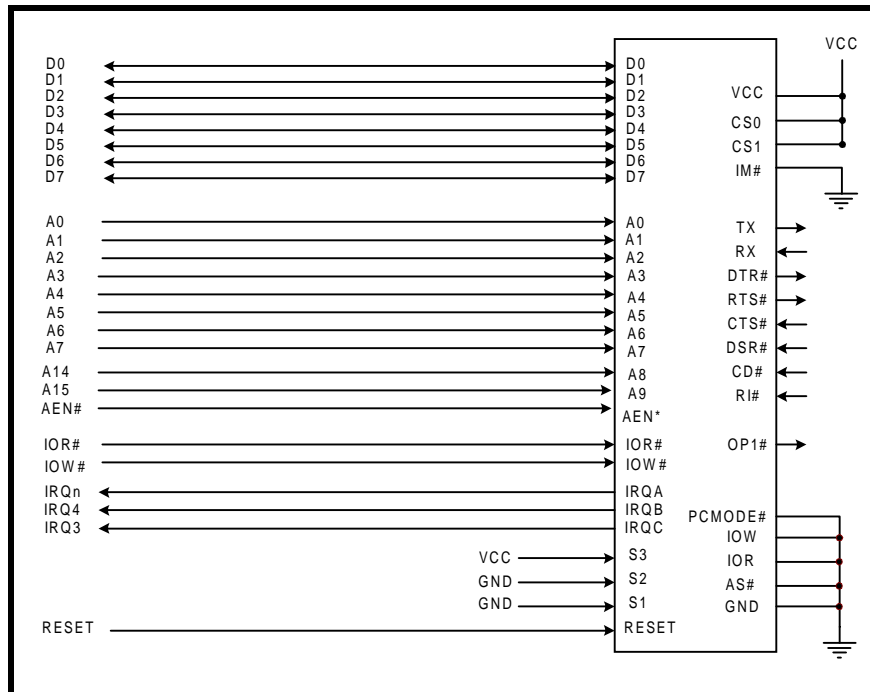 VCC
D0 D0
D1 D1
D2 D2
D3 D3
D4 D4
D5 D5
D6 D6
D7 D7
VCC
CS0
CS1
IM#
A0 A0
A1 A1
A2 A2
A3 A3
A4 A4
A5 A5
A6 A6
A7 A7
A14 A8
A15 A9
AEN# AEN*
TX
RX
DTR#
RTS#
CTS#
DSR#
CD#
RI#
IOR# IOR# OP1#
IOW# IOW#
IRQn IRQA
IRQ4 IRQB
IRQ3 IRQC
VCC S3
GND S2
GND S1
PCMODE#
IOW
IOR
AS#
GND
RESET RESET